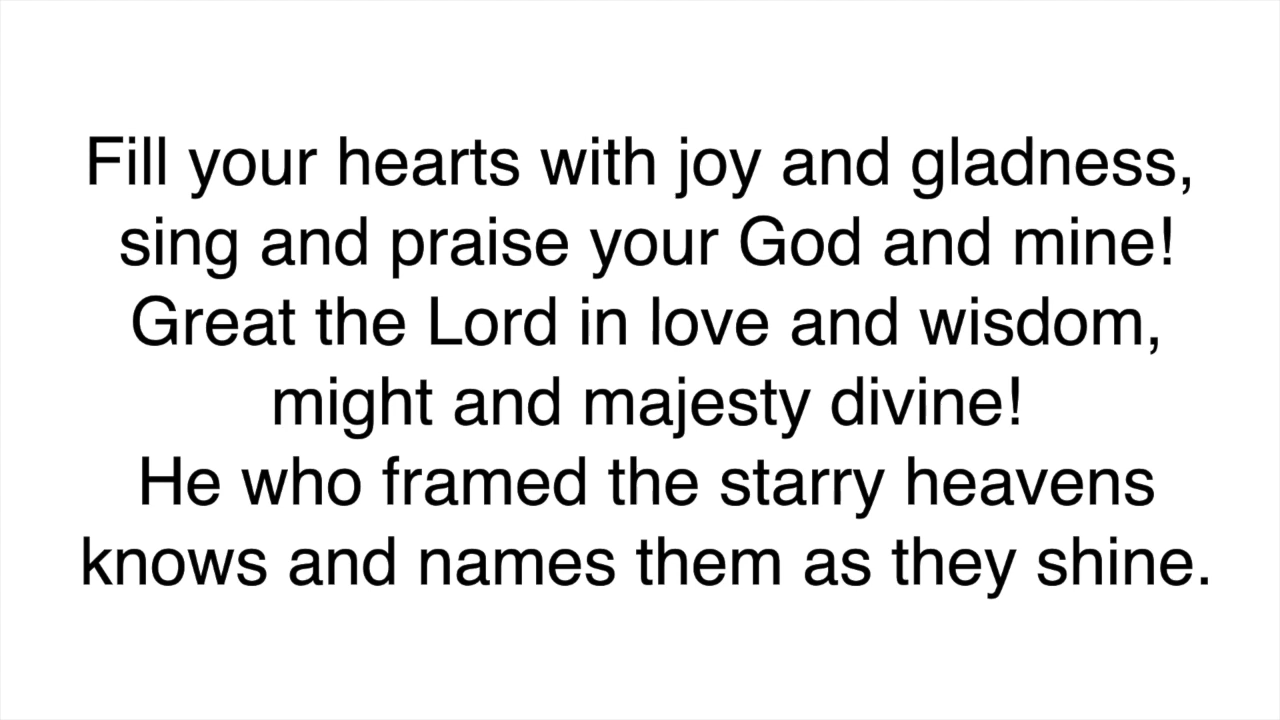 Fill your hearts with joy and gladness,
sing and praise your God and mine!
Great the Lord in love and wisdom,
might and majesty divine!
He who framed the starry heavens
knows and names them as they shine.